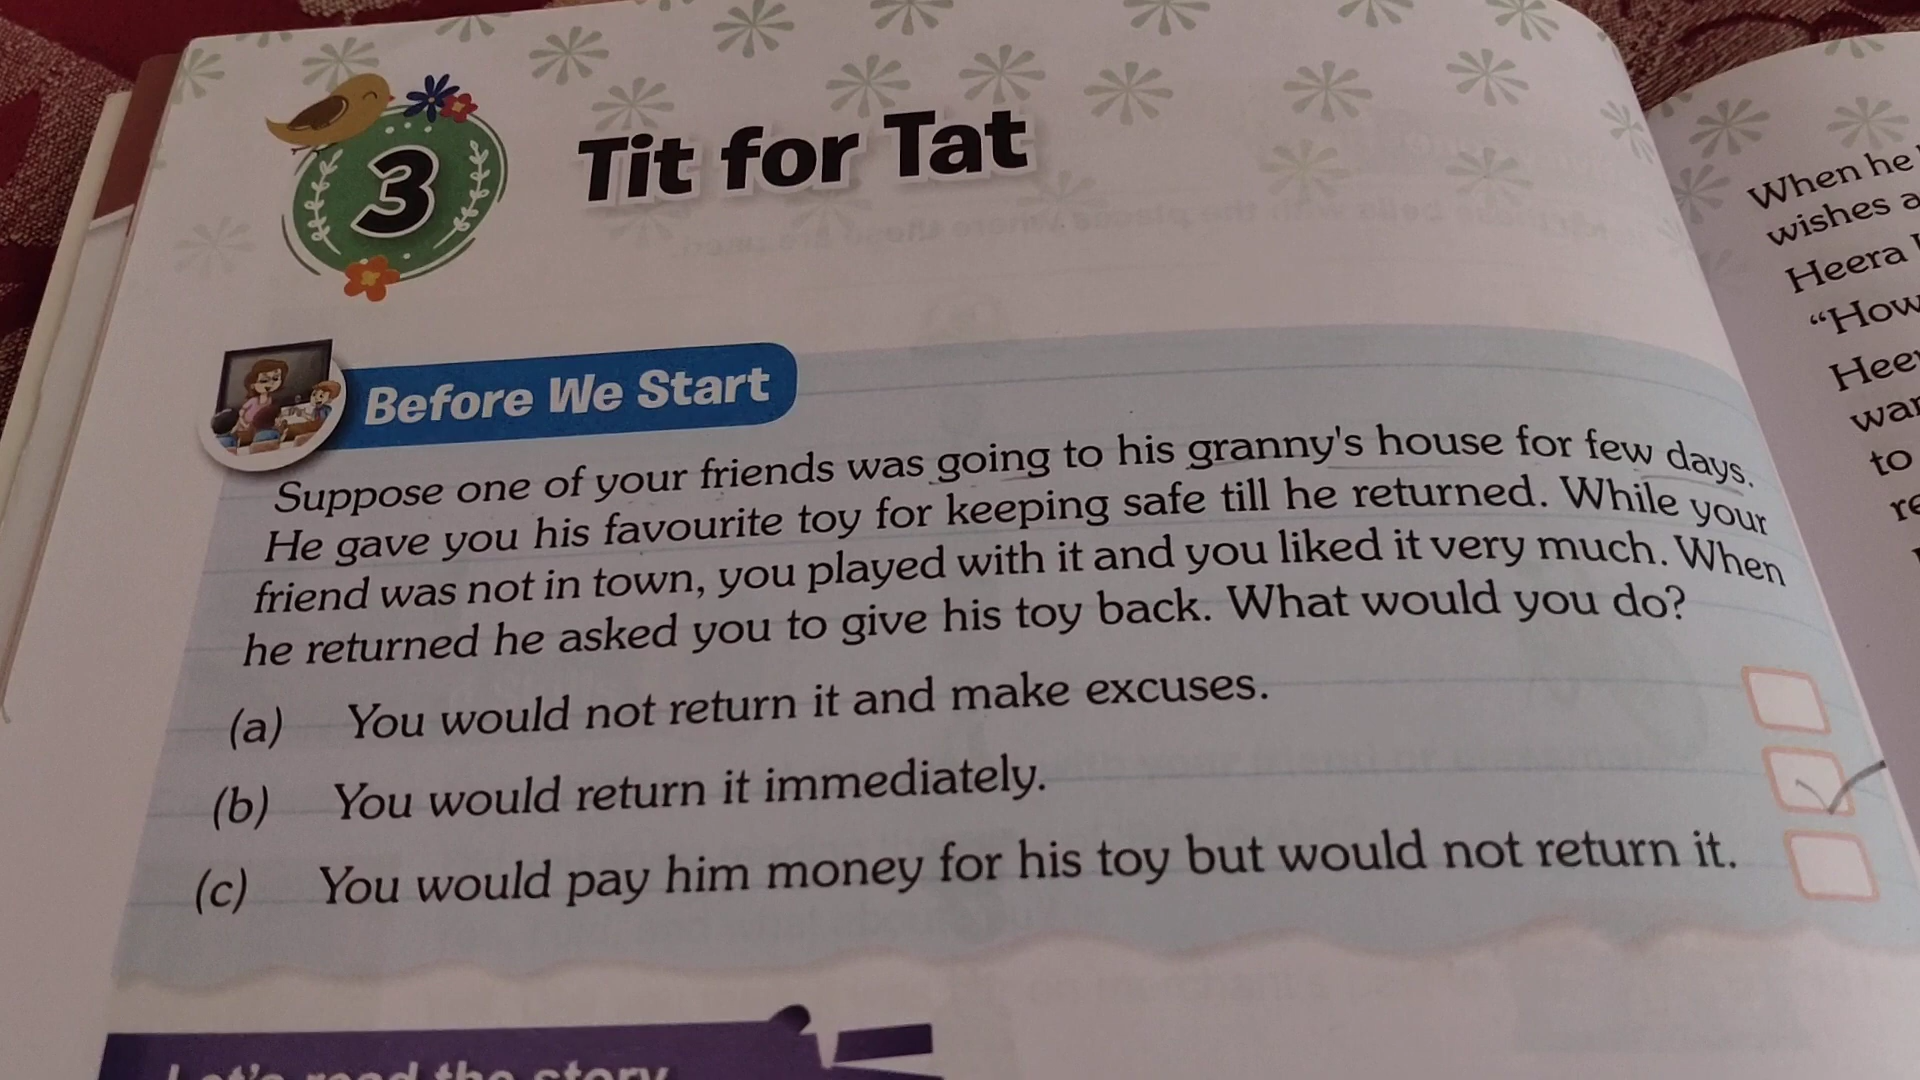 3
Tit for Tat
Before We Start
Suppose one of your friends was going to his granny's house for few days.
He gave you his favourite toy for keeping safe till he returned. While your
friend was not in town, you played with it and you liked it very much. When
he returned he asked you to give his toy back. What would you do?
(a) You would not return it and make excuses.
(b) You would return it immediately.
(c) You would pay him money for his toy but would not return it.
Let's read the story
When he
wishes
Heera
"How
to